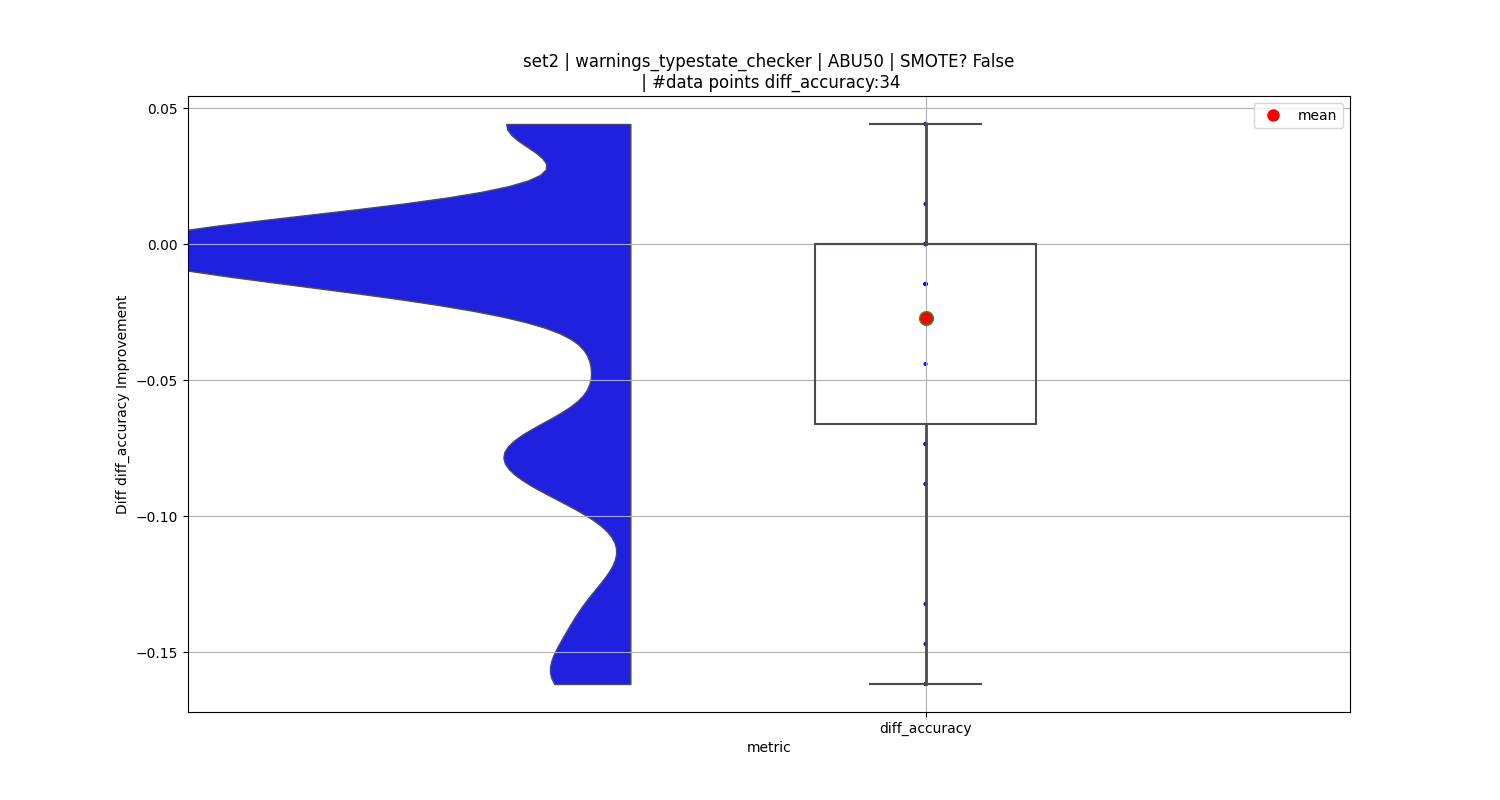 set2 | warnings_typestate_checker | ABU50 | SMOTE? False
| #data points diff_accuracy:34
mean
0.05
0.00
−0.05
−0.10
−0.15
Diff diff_accuracy Improvement
diff_accuracy
metric